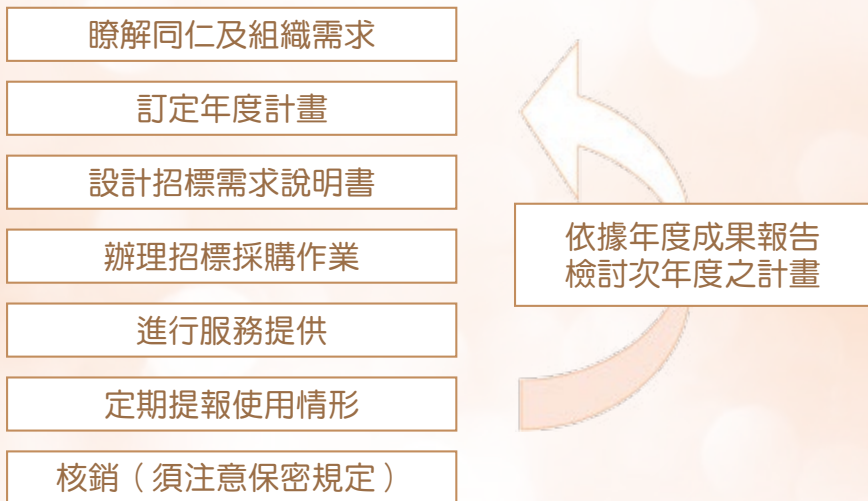 瞭解同仁及組織需求
訂定年度計畫
設計招標需求說明書
辦理招標採購作業
進行服務提供
定期提報使用情形
核銷（須注意保密規定）
依據年度成果報告
檢討次年度之計畫